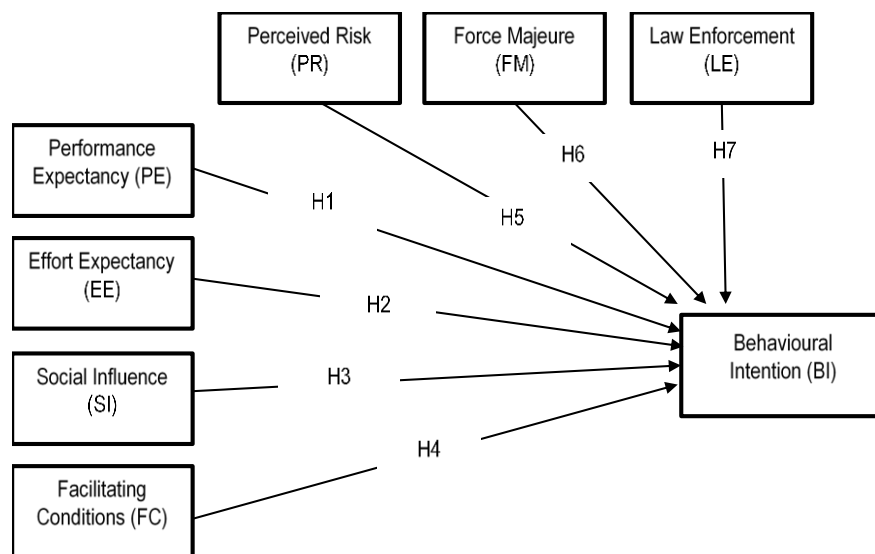 Perceived Risk
(PR)
Force Majeure
(FM)
Law Enforcement
(LE)
Performance
Expectancy (PE)
H1
H5
H6
H7
Effort Expectancy
(EE)
H2
Behavioural
Intention (BI)
Social Influence
(SI)
H3
H4
Facilitating
Conditions (FC)